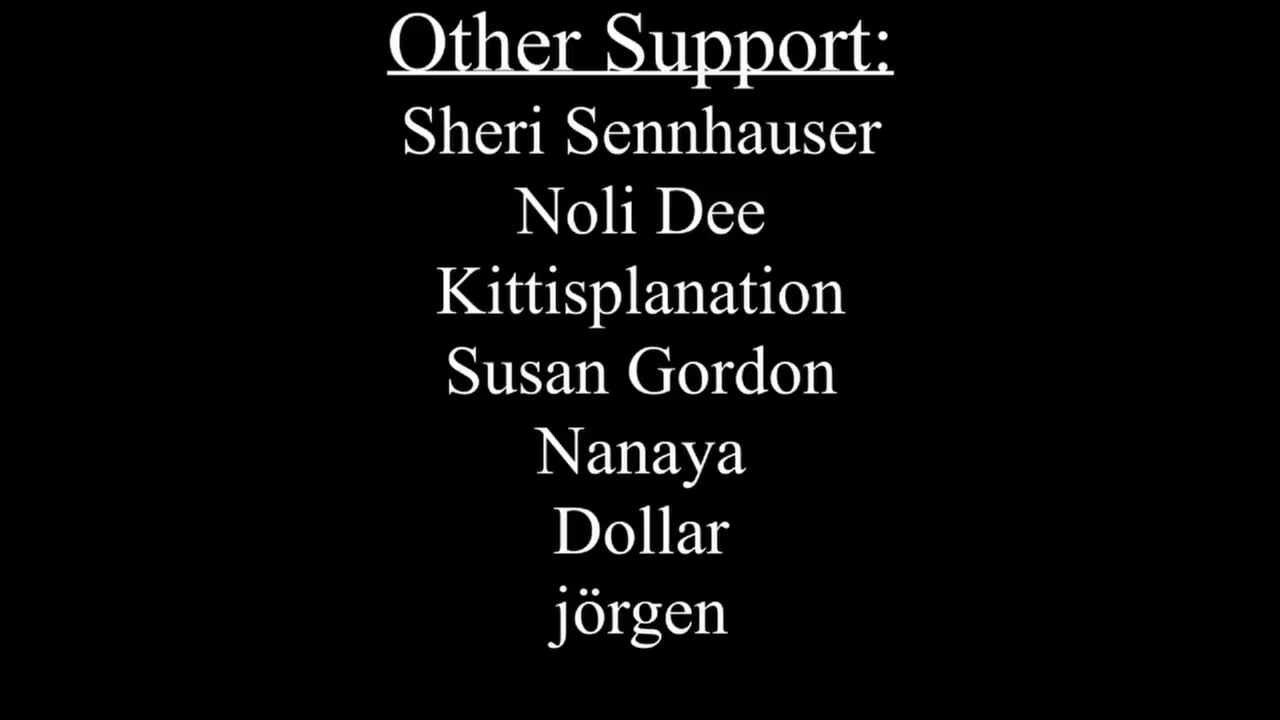 Other Support:
Sheri Sennhauser
Noli Dee
Kittisplanation
Susan Gordon
Nanaya
Dollar
jörgen